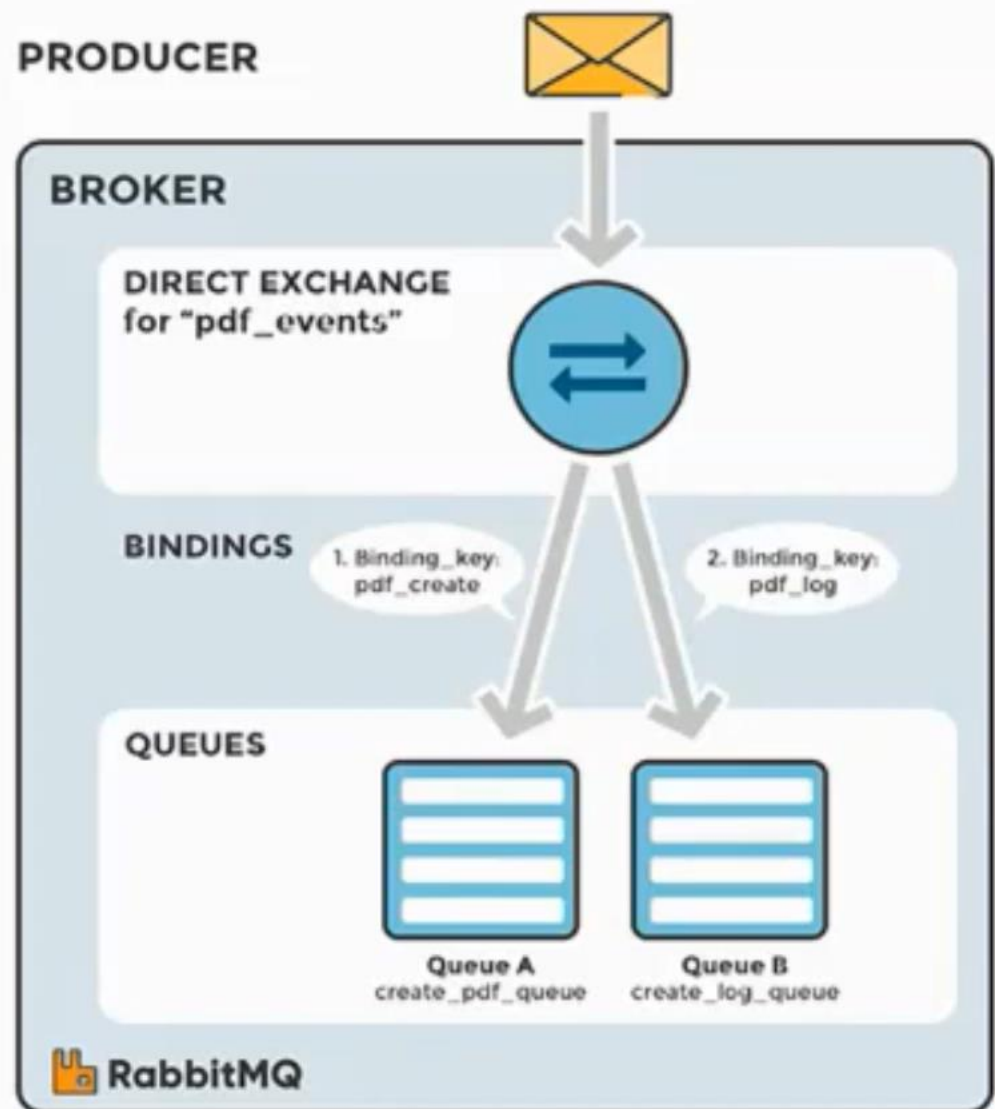 PRODUCER
BROKER
DIRECT EXCHANGE
for “pdf_events”
BINDINGS
1. Binding_key:
pdf_create
2. Binding_key:
pdf_log
QUEUES
Queue A
create_pdf_queue
Queue B
create_log_queue
RabbitMQ